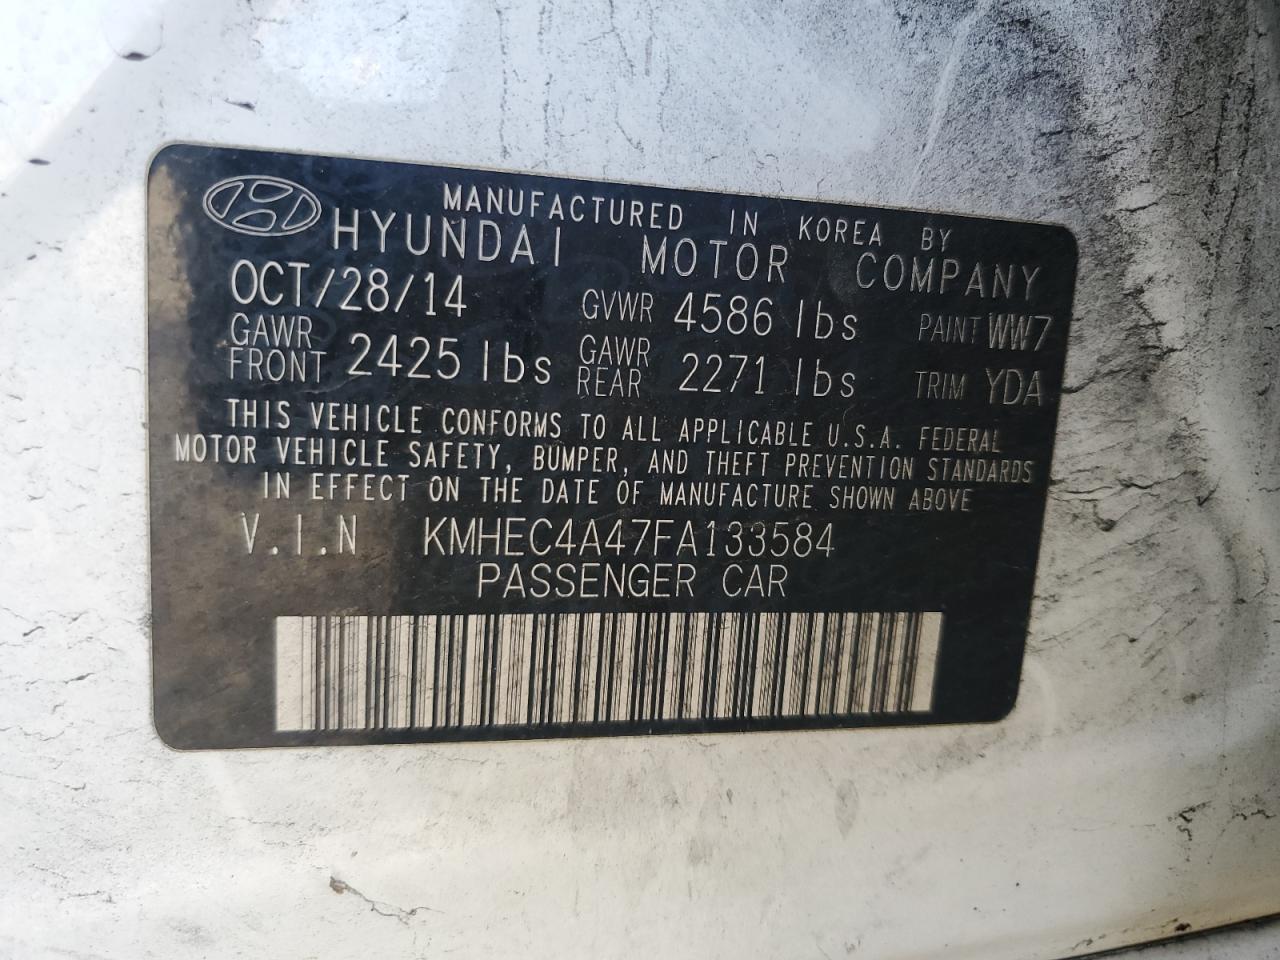 MANUFACTURED IN KOREA BY
HYUNDAI MOTOR COMPANY
OCT/28/14 GVWR 4586 lbs PAINT WW7
GAWR FRONT 2425 lbs GAWR REAR 2271 lbs TRIM YDA
THIS VEHICLE CONFORMS TO ALL APPLICABLE U.S.A. FEDERAL
MOTOR VEHICLE SAFETY, BUMPER, AND THEFT PREVENTION STANDARDS
IN EFFECT ON THE DATE OF MANUFACTURE SHOWN ABOVE
V.I.N KMHEC4A47FA133584
PASSENGER CAR